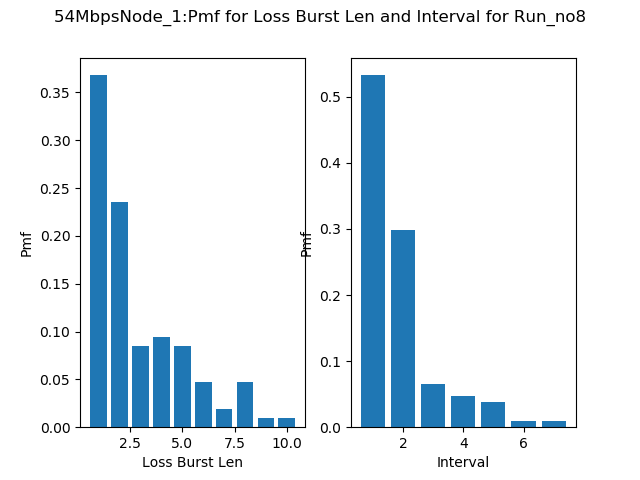 54MbpsNode_1:Pmf for Loss Burst Len and Interval for Run_no8
0.35
0.30
0.25
0.20
0.15
0.10
0.05
0.00
Pmf
2.5 5.0 7.5 10.0
Loss Burst Len
0.5
0.4
0.3
0.2
0.1
0.0
Pmf
2 4 6
Interval